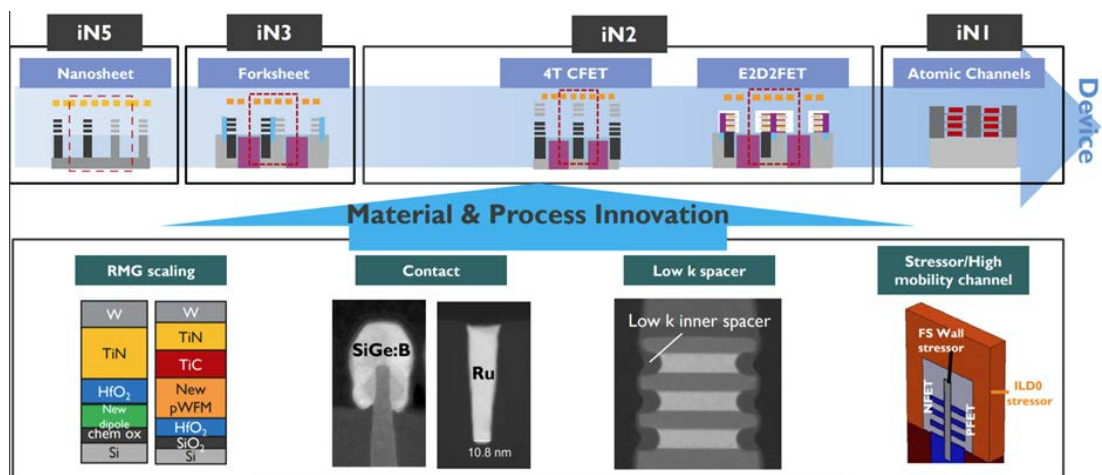 iN5
iN3
iN2
iN1
Nanosheet
Forksheet
4T CFET
E2D2FET
Atomic Channels
Device
Material & Process Innovation
RMG scaling
Contact
Low k spacer
Stressor/High
mobility channel
W
TiN
HfO₂
New
dipole
chem ox
Si
W
TiN
TiC
New
pWFM
HfO₂
SiO₂
Si
SiGe:B
Ru
10.8 nm
Low k inner spacer
FS Wall
stressor
ILD0
stressor
NFET
PFET